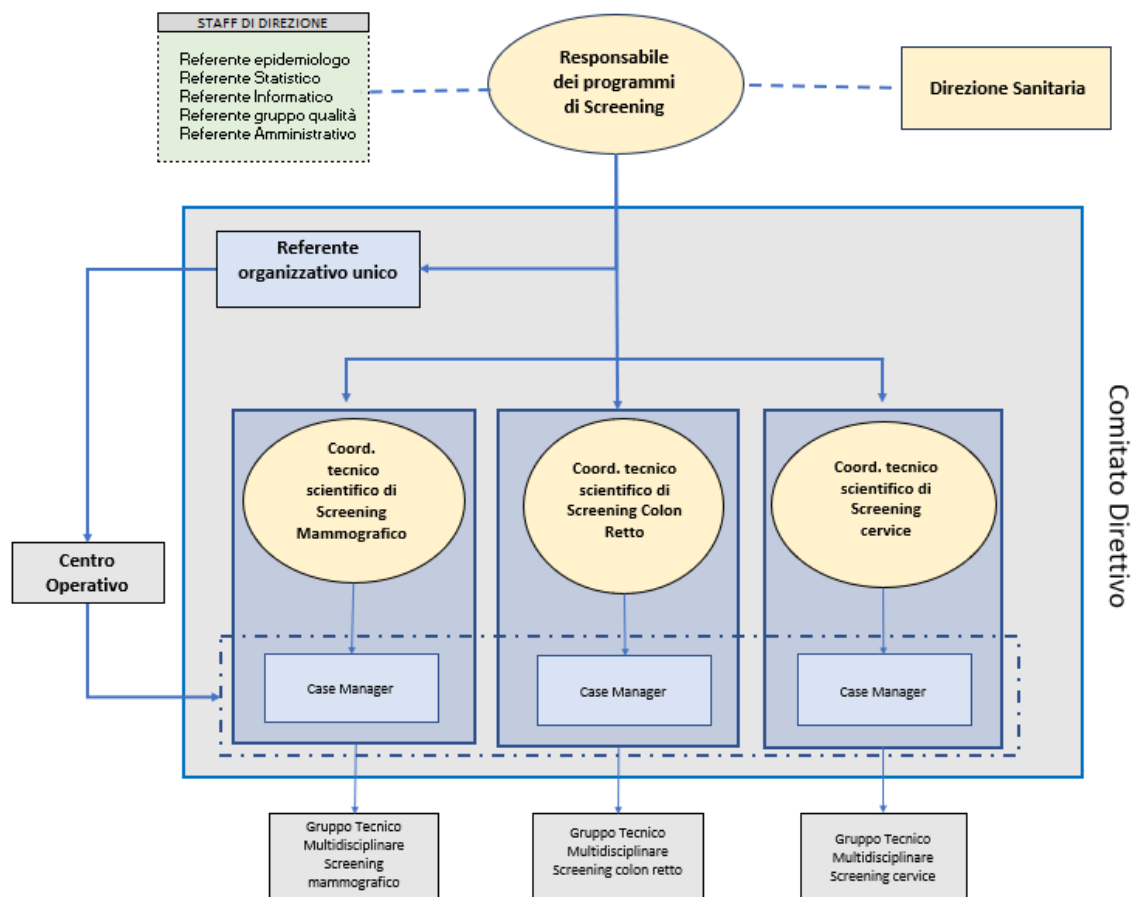 STAFF DI DIREZIONE
Referente epidemiologo
Referente Statistico
Referente Informatico
Referente gruppo qualità
Referente Amministrativo
Responsabile
dei programmi
di Screening
Direzione Sanitaria
Referente
organizzativo unico
Comitato Direttivo
Coord.
tecnico
scientifico di
Screening
Mammografico
Coord. tecnico
scientifico di
Screening Colon
Retto
Coord. tecnico
scientifico di
Screening
cervice
Centro
Operativo
Case Manager
Case Manager
Case Manager
Gruppo Tecnico
Multidisciplinare
Screening
mammografico
Gruppo Tecnico
Multidisciplinare
Screening colon retto
Gruppo Tecnico
Multidisciplinare
Screening cervice